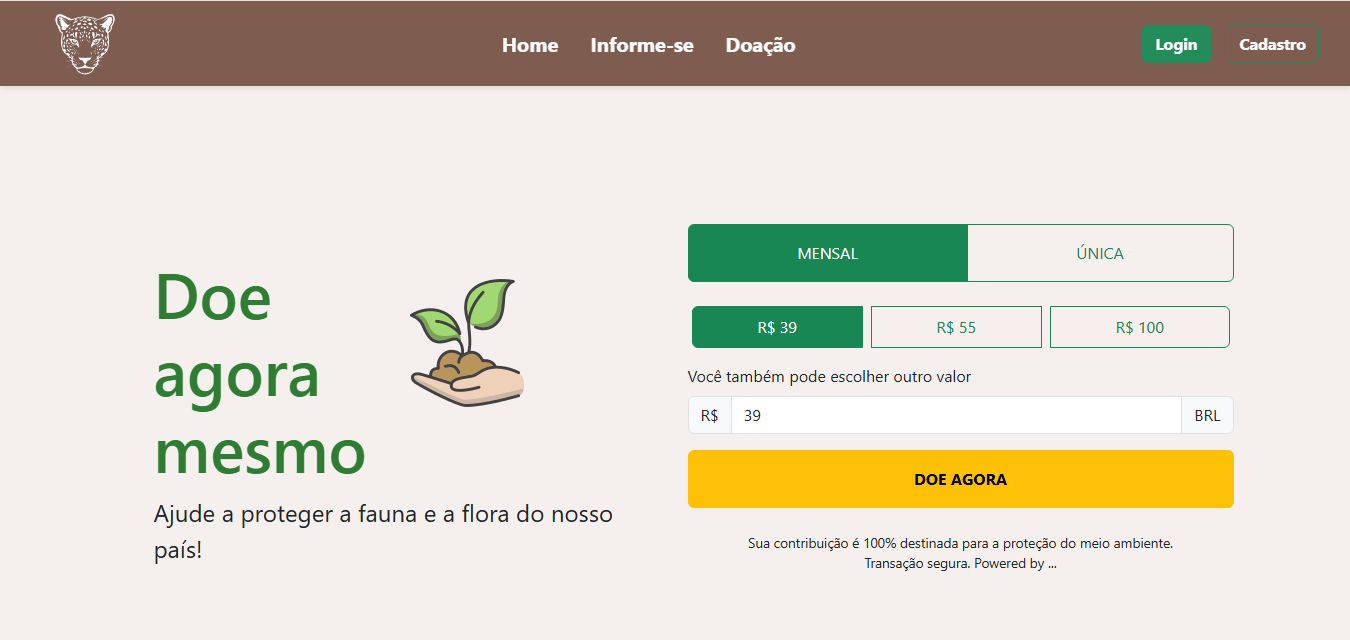 Home
Informe-se
Doação
Login
Cadastro
Doe
agora
mesmo
Ajude a proteger a fauna e a flora do nosso
país!
MENSAL
ÚNICA
R$ 39
R$ 55
R$ 100
Você também pode escolher outro valor
R$ 39 BRL
DOE AGORA
Sua contribuição é 100% destinada para a proteção do meio ambiente.
Transação segura. Powered by ...